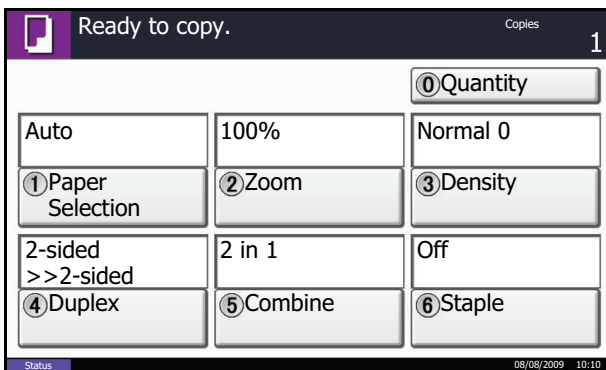 Ready to copy.
Copies
1
0 Quantity
Auto
100%
Normal 0
1 Paper
Selection
2 Zoom
3 Density
2-sided
>>2-sided
2 in 1
Off
4 Duplex
5 Combine
6 Staple
Status
08/08/2009 10:10